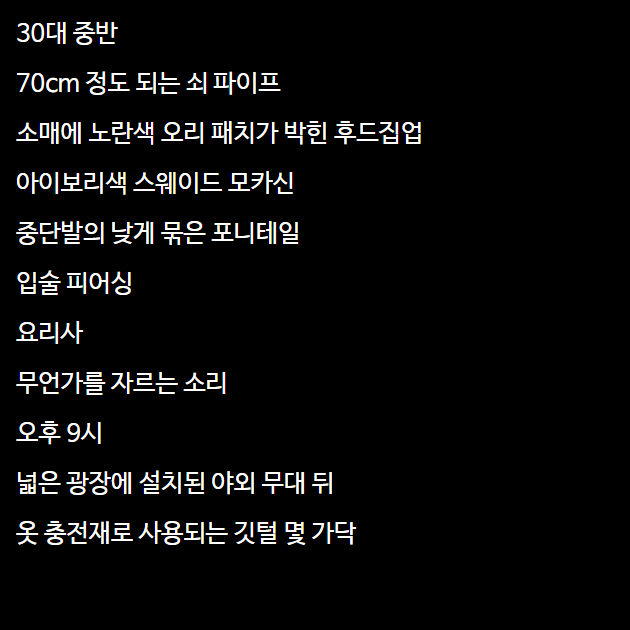 30대 중반
70cm 정도 되는 쇠 파이프
소매에 노란색 오리 패치가 박힌 후드집업
아이보리색 스웨이드 모카신
중단발의 낮게 묶은 포니테일
입술 피어싱
요리사
무언가를 자르는 소리
오후 9시
넓은 광장에 설치된 야외 무대 뒤
옷 충전재로 사용되는 깃털 몇 가닥